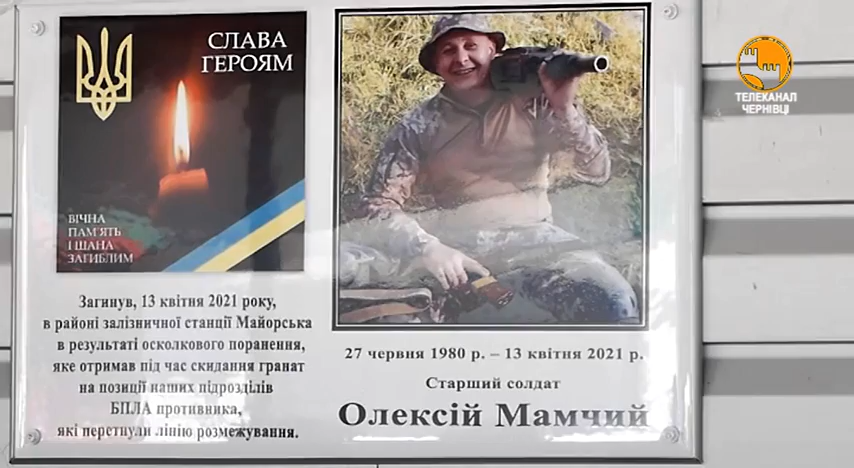 СЛАВА
ГЕРОЯМ
ВІЧНА
ПАМ'ЯТЬ
І ШАНА
ЗАГИБЛИМ
Загинув, 13 квітня 2021 року,
в районі залізничної станції Майорська
в результаті осколкового поранення,
яке отримав під час скидання гранат
на позиції наших підрозділів
БПЛА противника,
які перетнули лінію розмежування.
27 червня 1980 р. – 13 квітня 2021 р.
Старший солдат
Олексій Мамчий
ТЕЛЕКАНАЛ
ЧЕРНІВЦІ